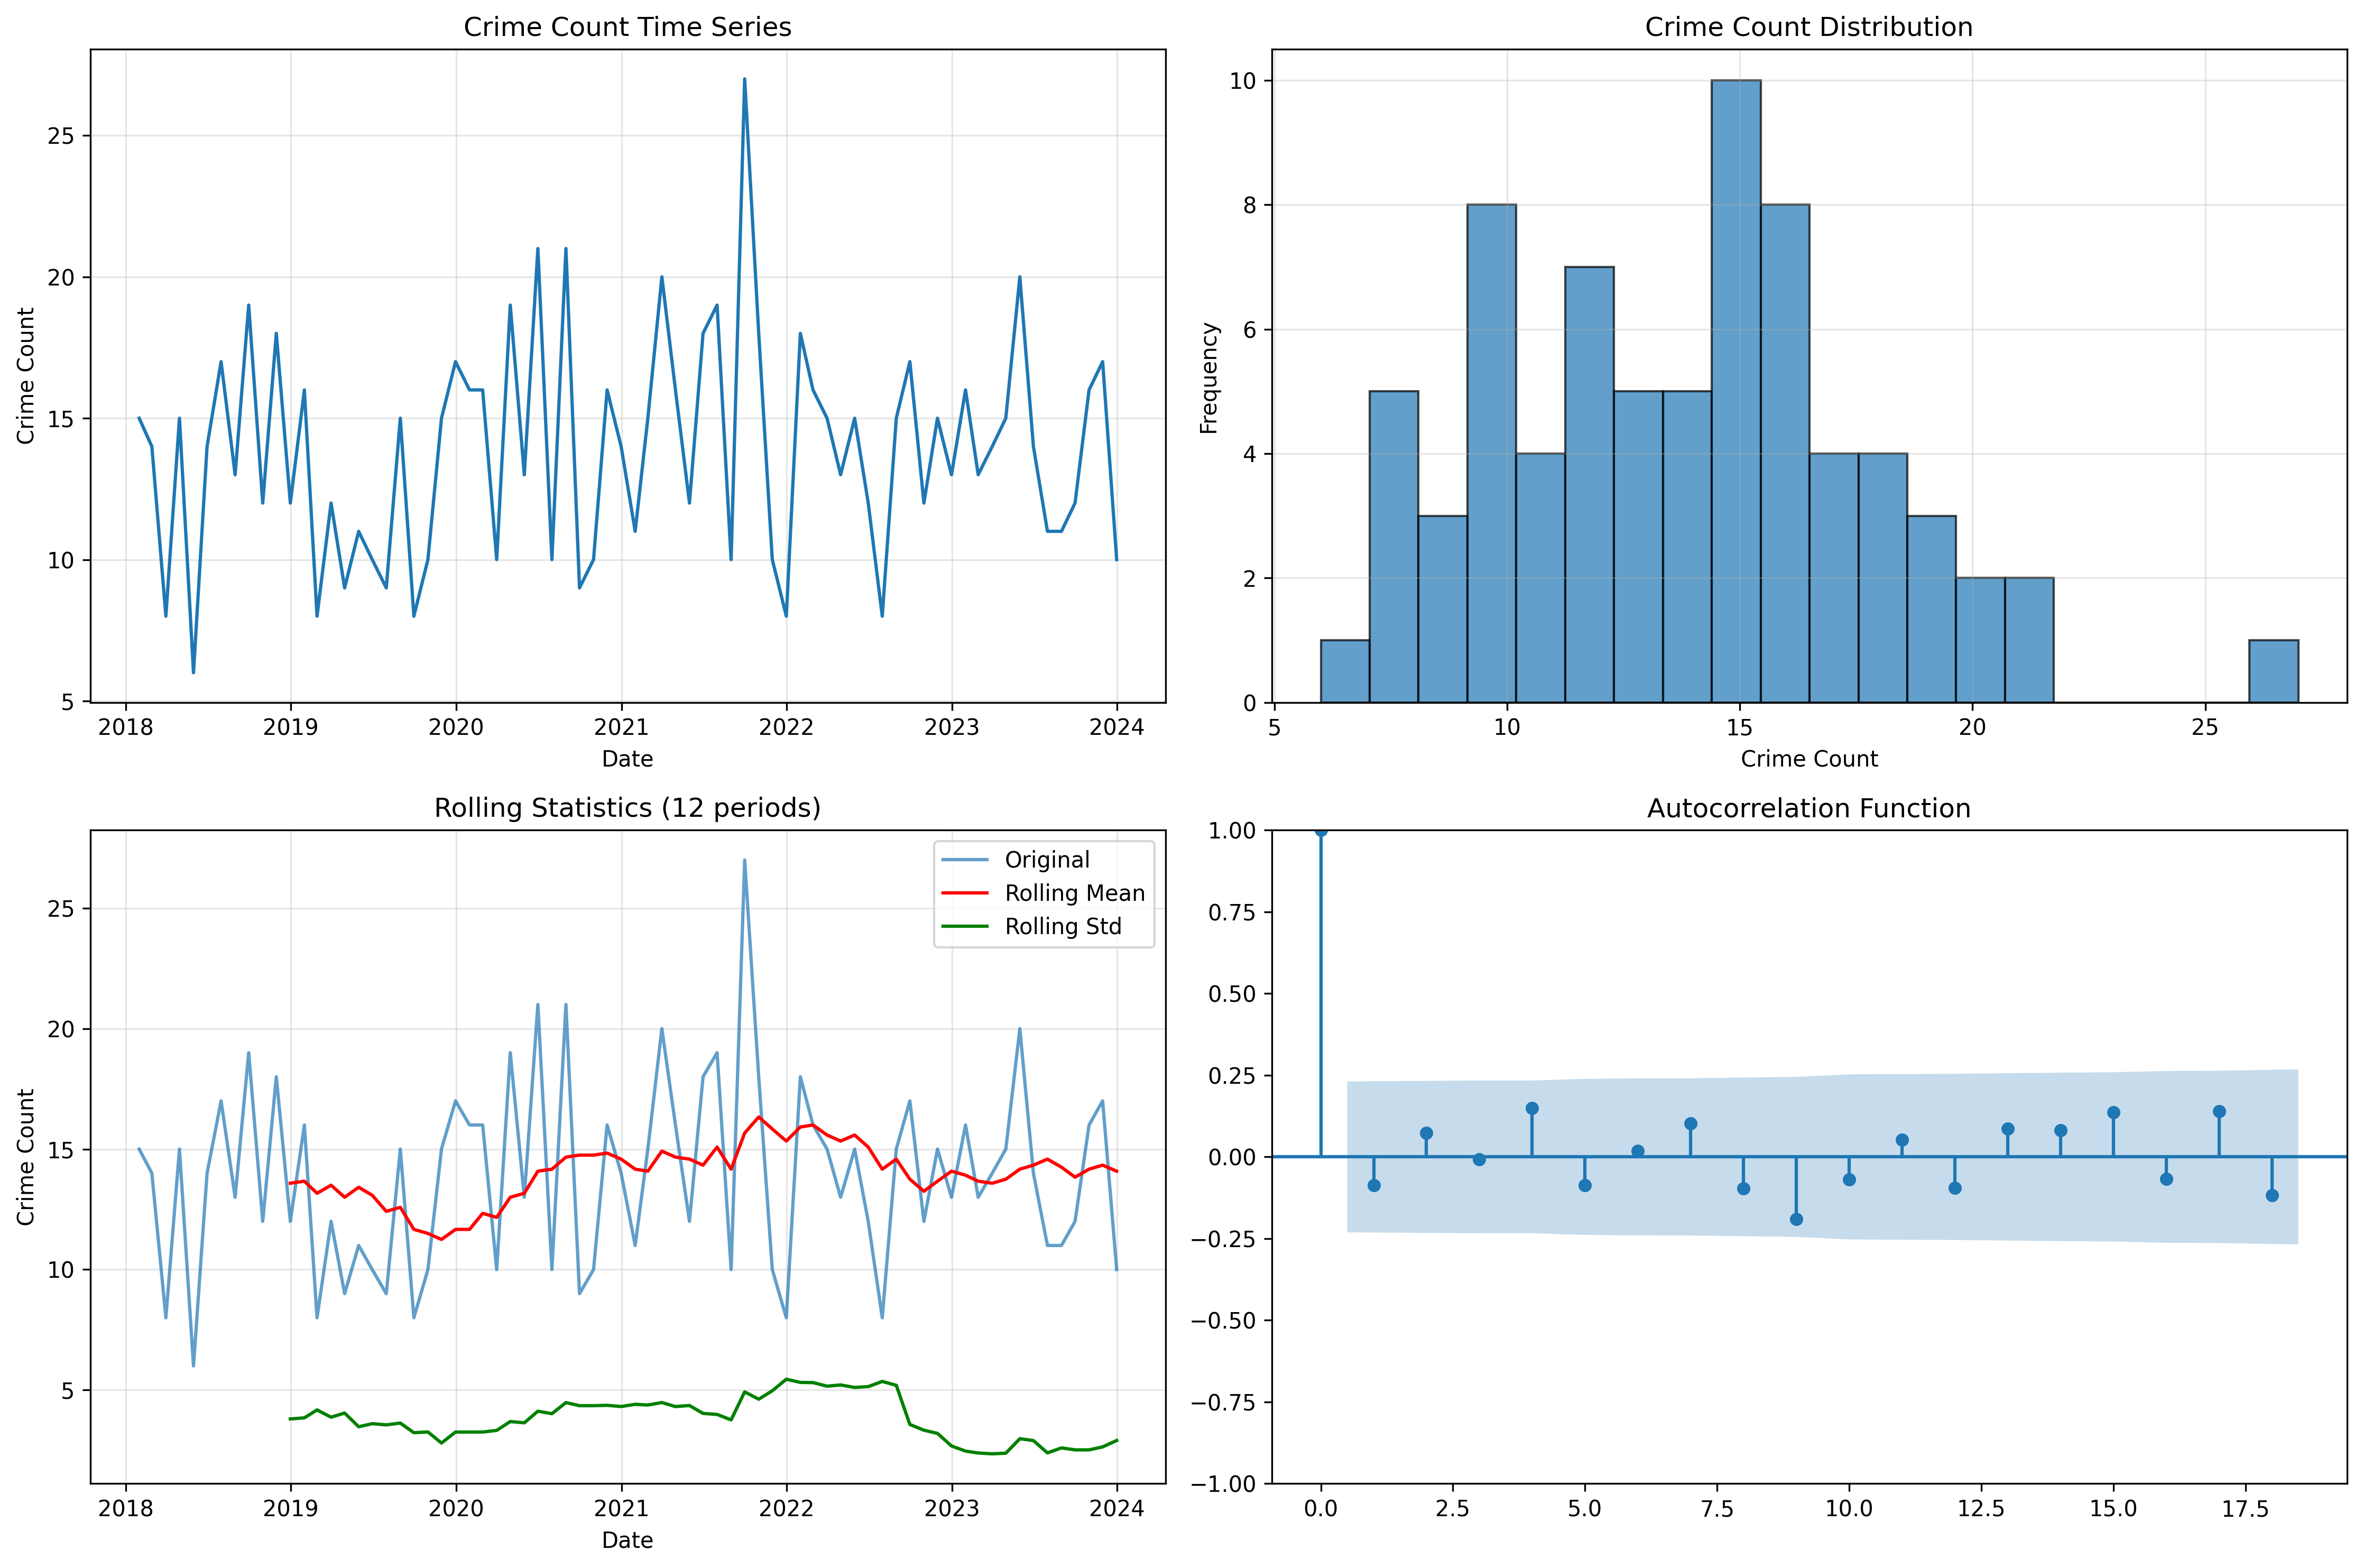 Crime Count Time Series
Crime Count
25
20
15
10
5
2018 2019 2020 2021 2022 2023 2024
Date
Crime Count Distribution
Frequency
10
8
6
4
2
0
5 10 15 20 25
Crime Count
Rolling Statistics (12 periods)
Crime Count
25
20
15
10
5
Original
Rolling Mean
Rolling Std
2018 2019 2020 2021 2022 2023 2024
Date
Autocorrelation Function
1.00
0.75
0.50
0.25
0.00
−0.25
−0.50
−0.75
−1.00
0.0 2.5 5.0 7.5 10.0 12.5 15.0 17.5